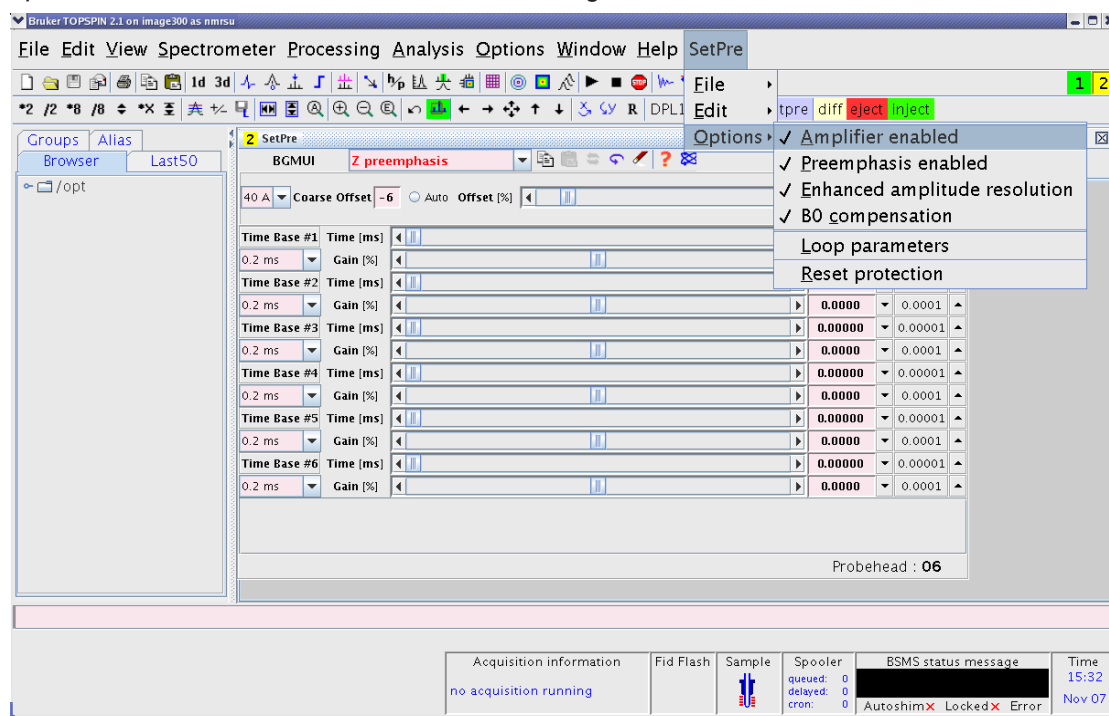 Bruker TOPSPIN 2.1 on image300 as nmrsu
File Edit View Spectrometer Processing Analysis Options Window Help SetPre
1d 3d
File
1 2
*2 /2 *8 /8 *X R DPL1 tpre diff eject inject
Edit
Groups Alias
Browser Last50
2 SetPre
Options
✓ Amplifier enabled
BGMUI Z preemphasis
✓ Preemphasis enabled
/opt
✓ Enhanced amplitude resolution
40 A Coarse Offset -6 Auto Offset [%]
✓ B0 compensation
Time Base #1 Time [ms]
Loop parameters
0.2 ms Gain [%]
Reset protection
Time Base #2 Time [ms]
0.2 ms Gain [%] 0.0000 0.0001
Time Base #3 Time [ms] 0.00000 0.00001
0.2 ms Gain [%] 0.0000 0.0001
Time Base #4 Time [ms] 0.00000 0.00001
0.2 ms Gain [%] 0.0000 0.0001
Time Base #5 Time [ms] 0.00000 0.00001
0.2 ms Gain [%] 0.0000 0.0001
Time Base #6 Time [ms] 0.00000 0.00001
0.2 ms Gain [%] 0.0000 0.0001
Probehead : 06
Acquisition information Fid Flash Sample Spooler BSMS status message Time
no acquisition running
queued: 0
delayed: 0
cron: 0
15:32
Nov 07
Autoshim Locked Error